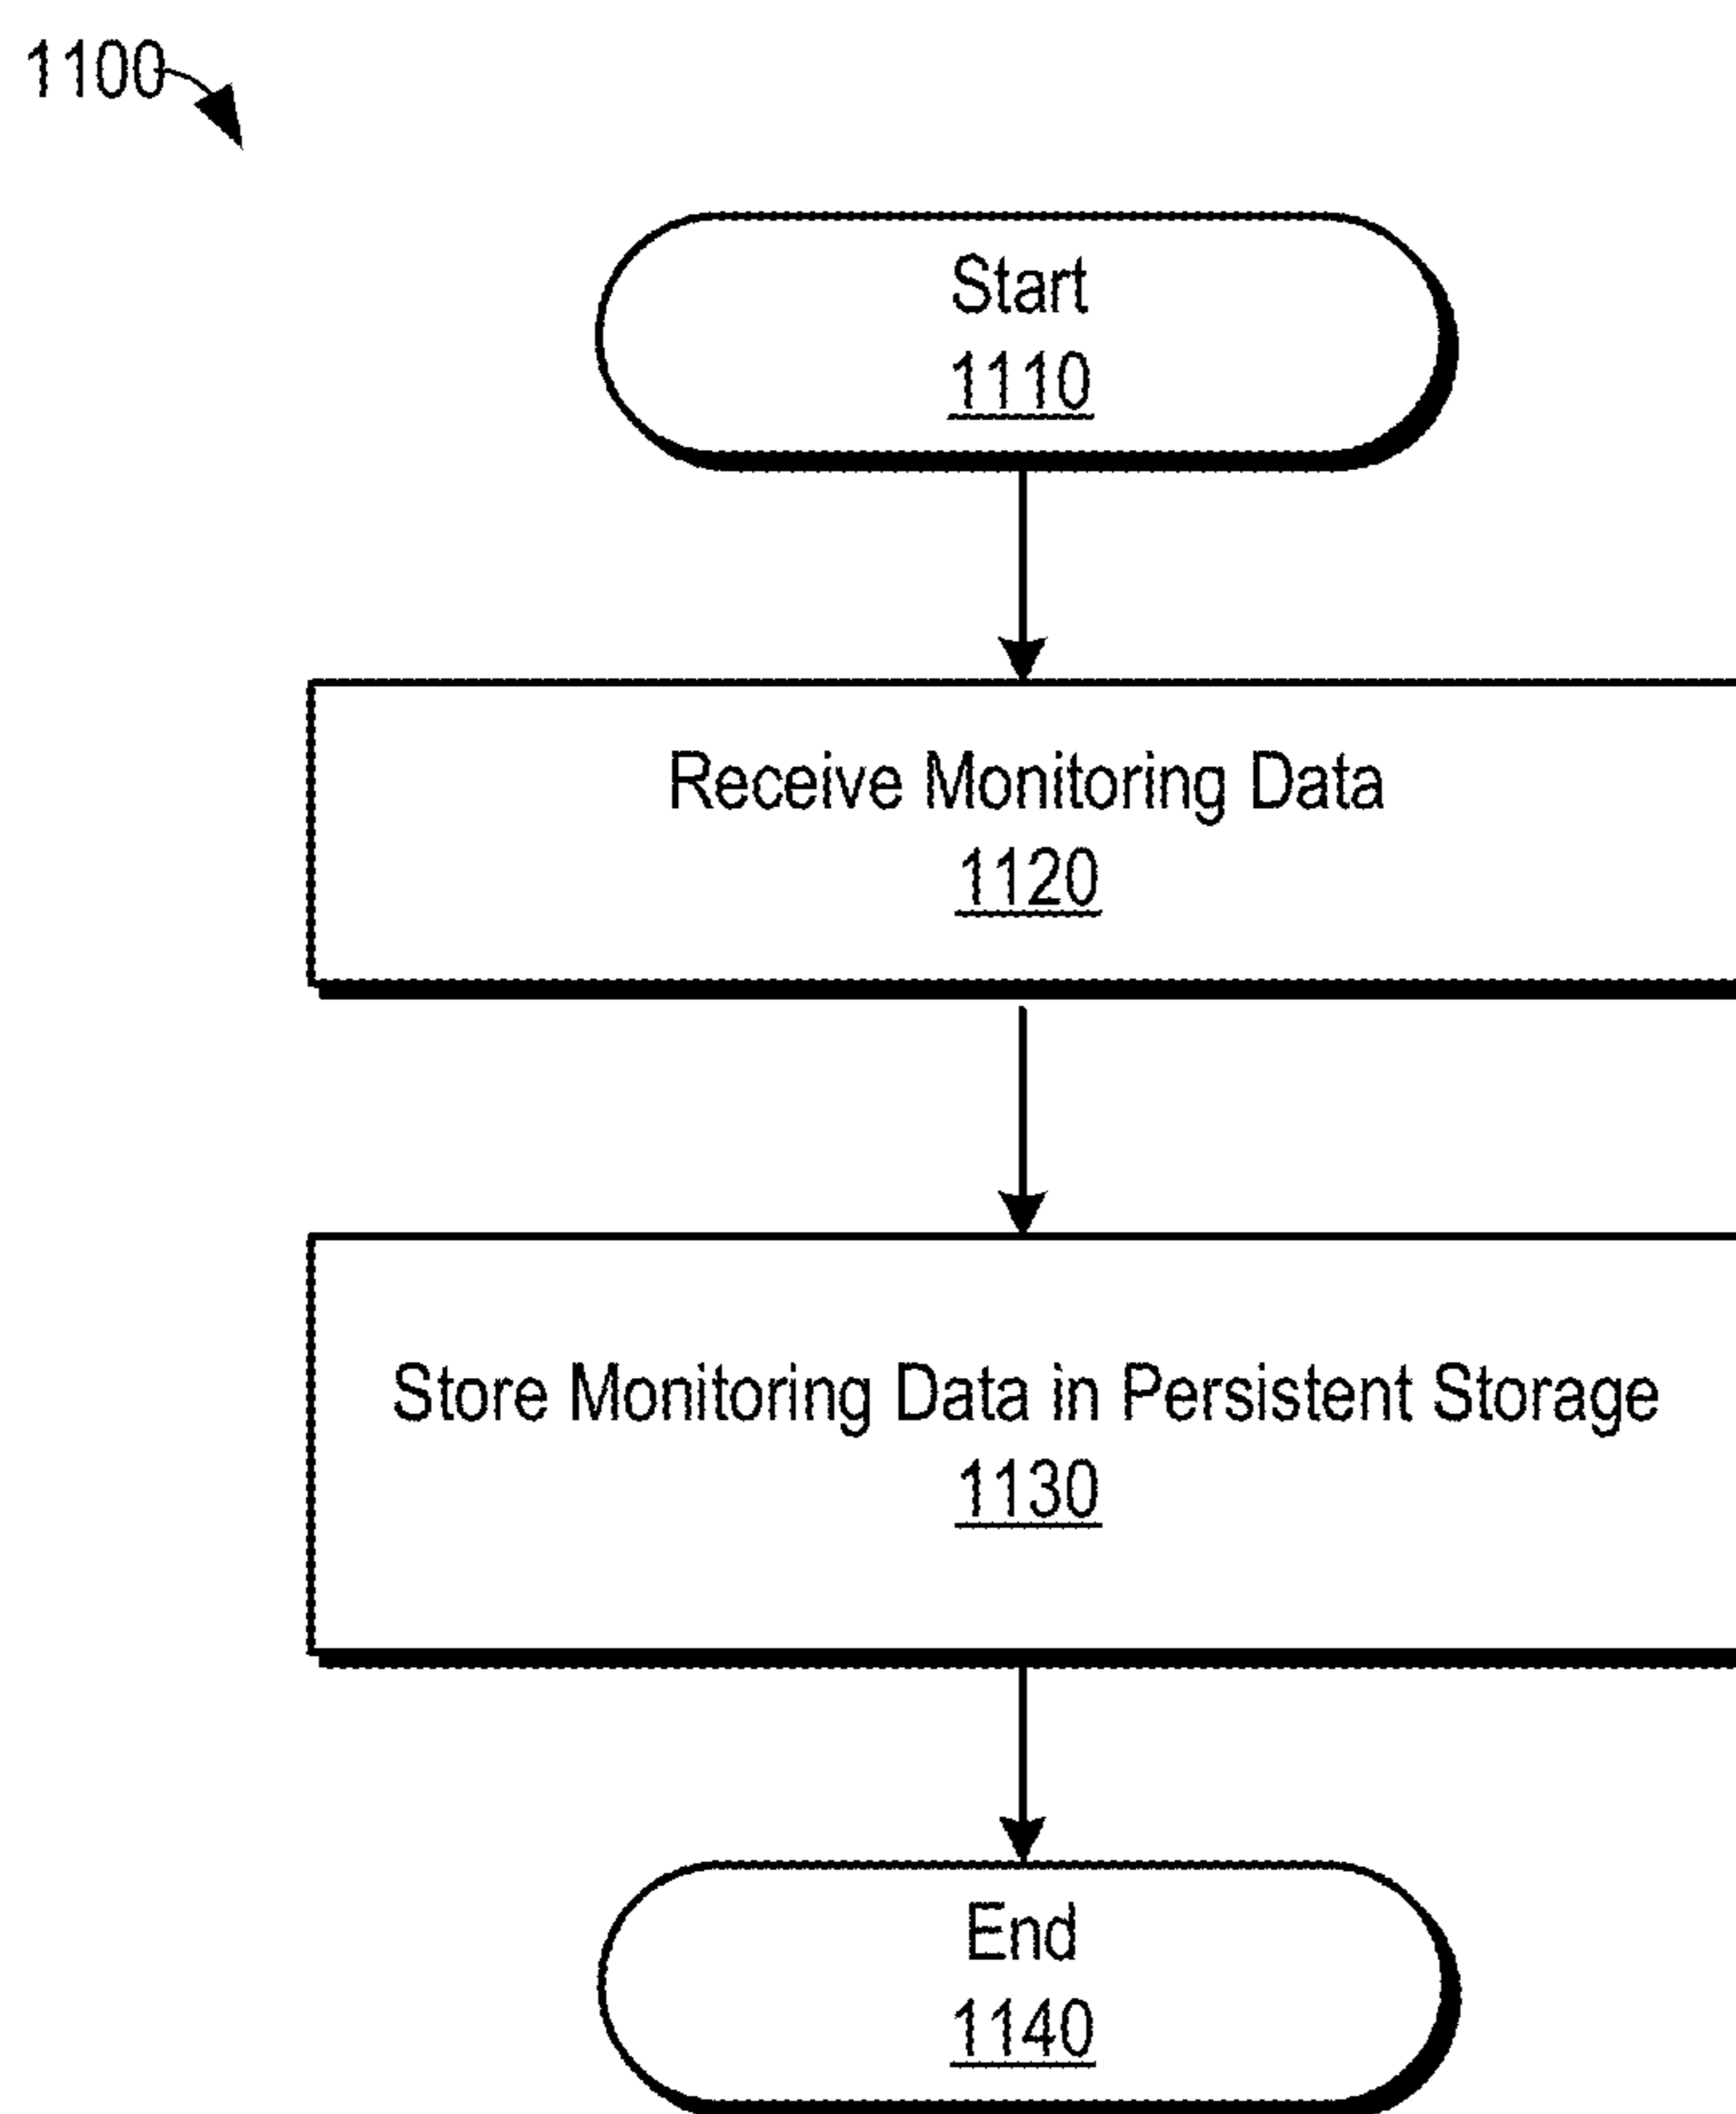 1100
Start
1110
Receive Monitoring Data
1120
Store Monitoring Data in Persistent Storage
1130
End
1140